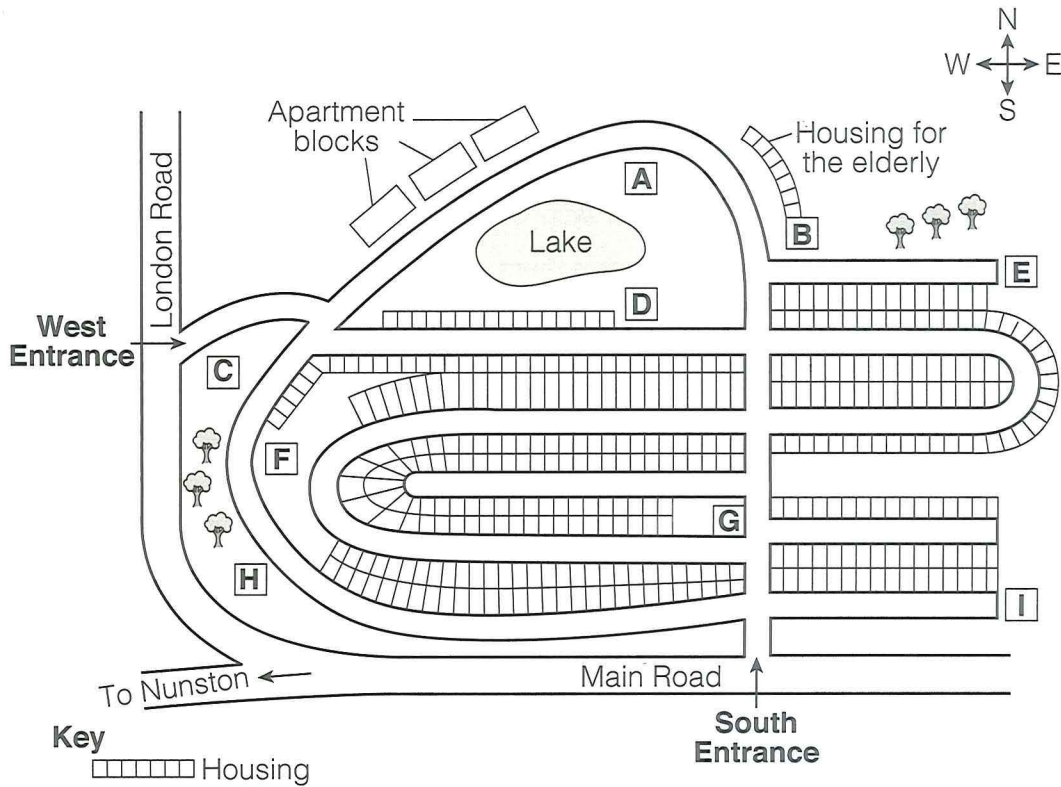 N
W E
S
Apartment
blocks
Housing for
the elderly
London Road
A
B
Lake
E
D
West
Entrance
C
F
G
H
I
To Nunston
Main Road
South
Entrance
Key
Housing